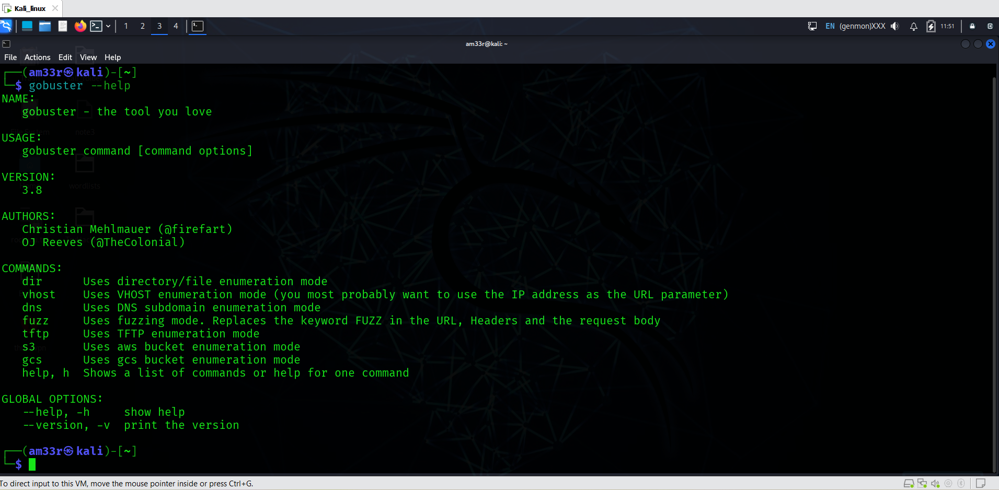 Kali_linux
1 2 3 4 EN (genmon)XXX 11:51
am33r@kali: ~
File Actions Edit View Help
┌──(am33r㉿kali)-[~]
└─$ gobuster --help
NAME:
gobuster - the tool you love
USAGE:
gobuster command [command options]
VERSION:
3.8
AUTHORS:
Christian Mehlmauer (@firefart)
OJ Reeves (@TheColonial)
COMMANDS:
dir Uses directory/file enumeration mode
vhost Uses VHOST enumeration mode (you most probably want to use the IP address as the URL parameter)
dns Uses DNS subdomain enumeration mode
fuzz Uses fuzzing mode. Replaces the keyword FUZZ in the URL, Headers and the request body
tftp Uses TFTP enumeration mode
s3 Uses aws bucket enumeration mode
gcs Uses gcs bucket enumeration mode
help, h Shows a list of commands or help for one command
GLOBAL OPTIONS:
--help, -h show help
--version, -v print the version
┌──(am33r㉿kali)-[~]
└─$
note3
wordlists
To direct input to this VM, move the mouse pointer inside or press Ctrl+G.